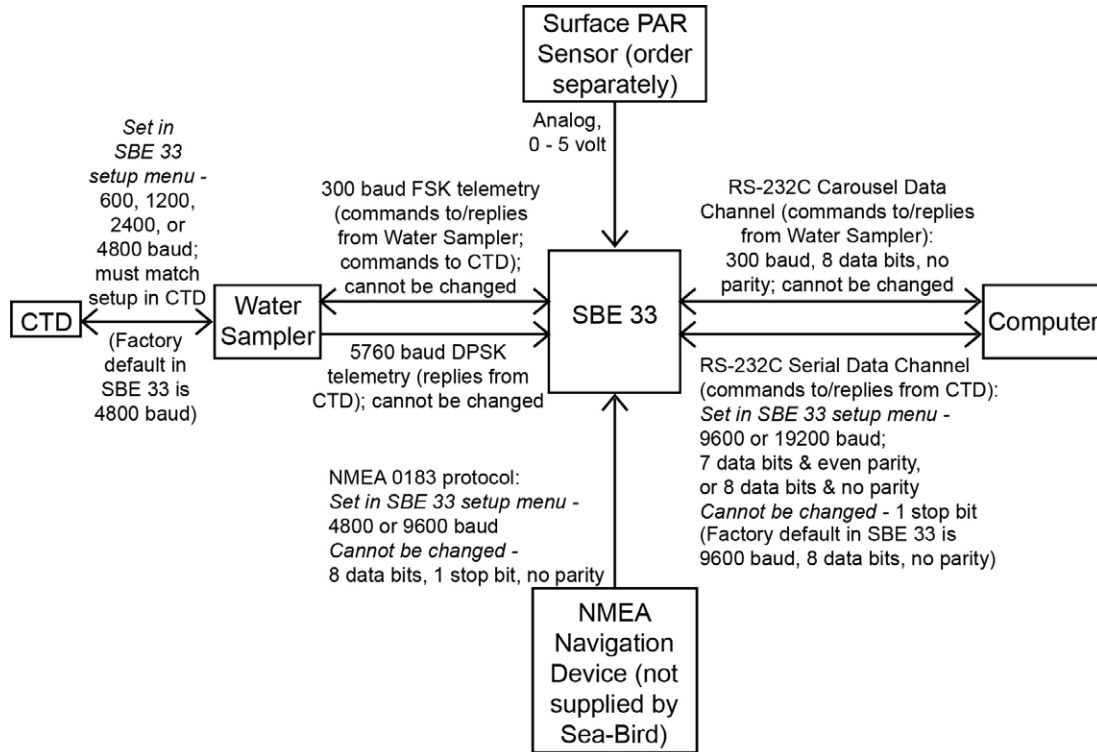 Surface PAR
Sensor (order
separately)
Analog,
0 - 5 volt
Set in
SBE 33
setup menu -
600, 1200,
2400, or
4800 baud;
must match
setup in CTD
(Factory
default in
SBE 33 is
4800 baud)
CTD
Water
Sampler
300 baud FSK telemetry
(commands to/replies
from Water Sampler;
commands to CTD);
cannot be changed
5760 baud DPSK
telemetry (replies from
CTD); cannot be changed
SBE 33
RS-232C Carousel Data
Channel (commands to/replies
from Water Sampler):
300 baud, 8 data bits, no
parity; cannot be changed
Computer
RS-232C Serial Data Channel
(commands to/replies from CTD):
Set in SBE 33 setup menu -
9600 or 19200 baud;
7 data bits & even parity,
or 8 data bits & no parity
Cannot be changed - 1 stop bit
(Factory default in SBE 33 is
9600 baud, 8 data bits, no parity)
NMEA 0183 protocol:
Set in SBE 33 setup menu -
4800 or 9600 baud
Cannot be changed -
8 data bits, 1 stop bit, no parity
NMEA
Navigation
Device (not
supplied by
Sea-Bird)